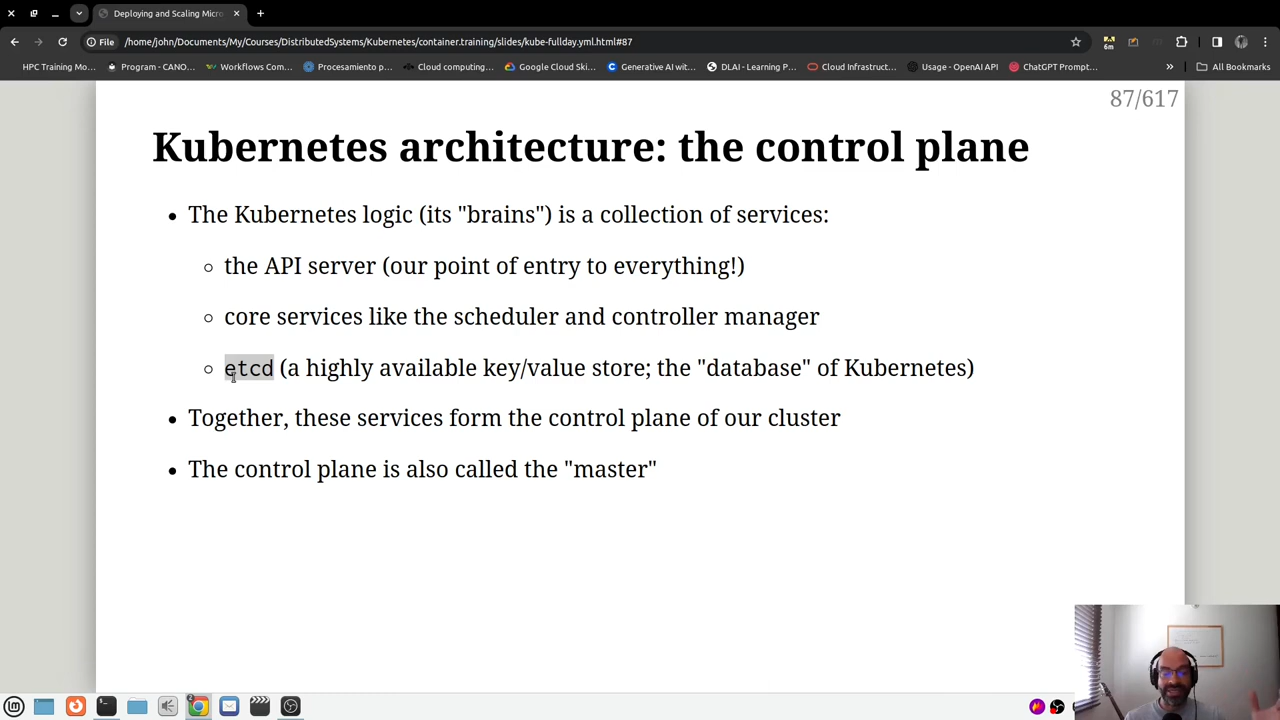 Deploying and Scaling Micro
File
/home/john/Documents/My/Courses/DistributedSystems/Kubernetes/container.training/slides/kube-fullday.yml.html#87
6m
HPC Training Mo...
Program - CANO...
Workflows Com...
Procesamiento p...
Cloud computing...
Google Cloud Ski...
Generative AI wit...
DLAI - Learning P...
Cloud Infrastruct...
Usage - OpenAI API
ChatGPT Prompt...
»
All Bookmarks
87/617
Kubernetes architecture: the control plane
• The Kubernetes logic (its "brains") is a collection of services:
○ the API server (our point of entry to everything!)
○ core services like the scheduler and controller manager
○ etcd (a highly available key/value store; the "database" of Kubernetes)
• Together, these services form the control plane of our cluster
• The control plane is also called the "master"
2